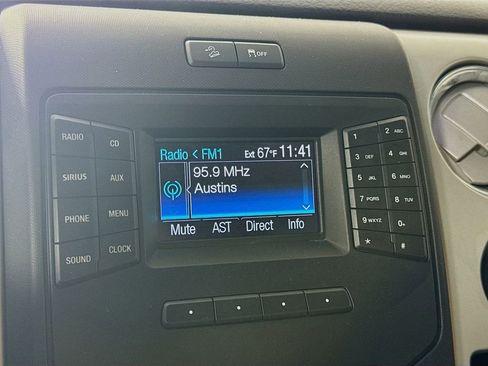 OFF
RADIO CD
SIRIUS AUX
PHONE MENU
SOUND CLOCK
Radio < FM1 Ext 67°F 11:41
95.9 MHz
Austins
Mute AST Direct Info
1 2 ABC
3 DEF 4 GHI
5 JKL 6 MNO
7 PQRS 8 TUV
9 WXYZ 0
* #